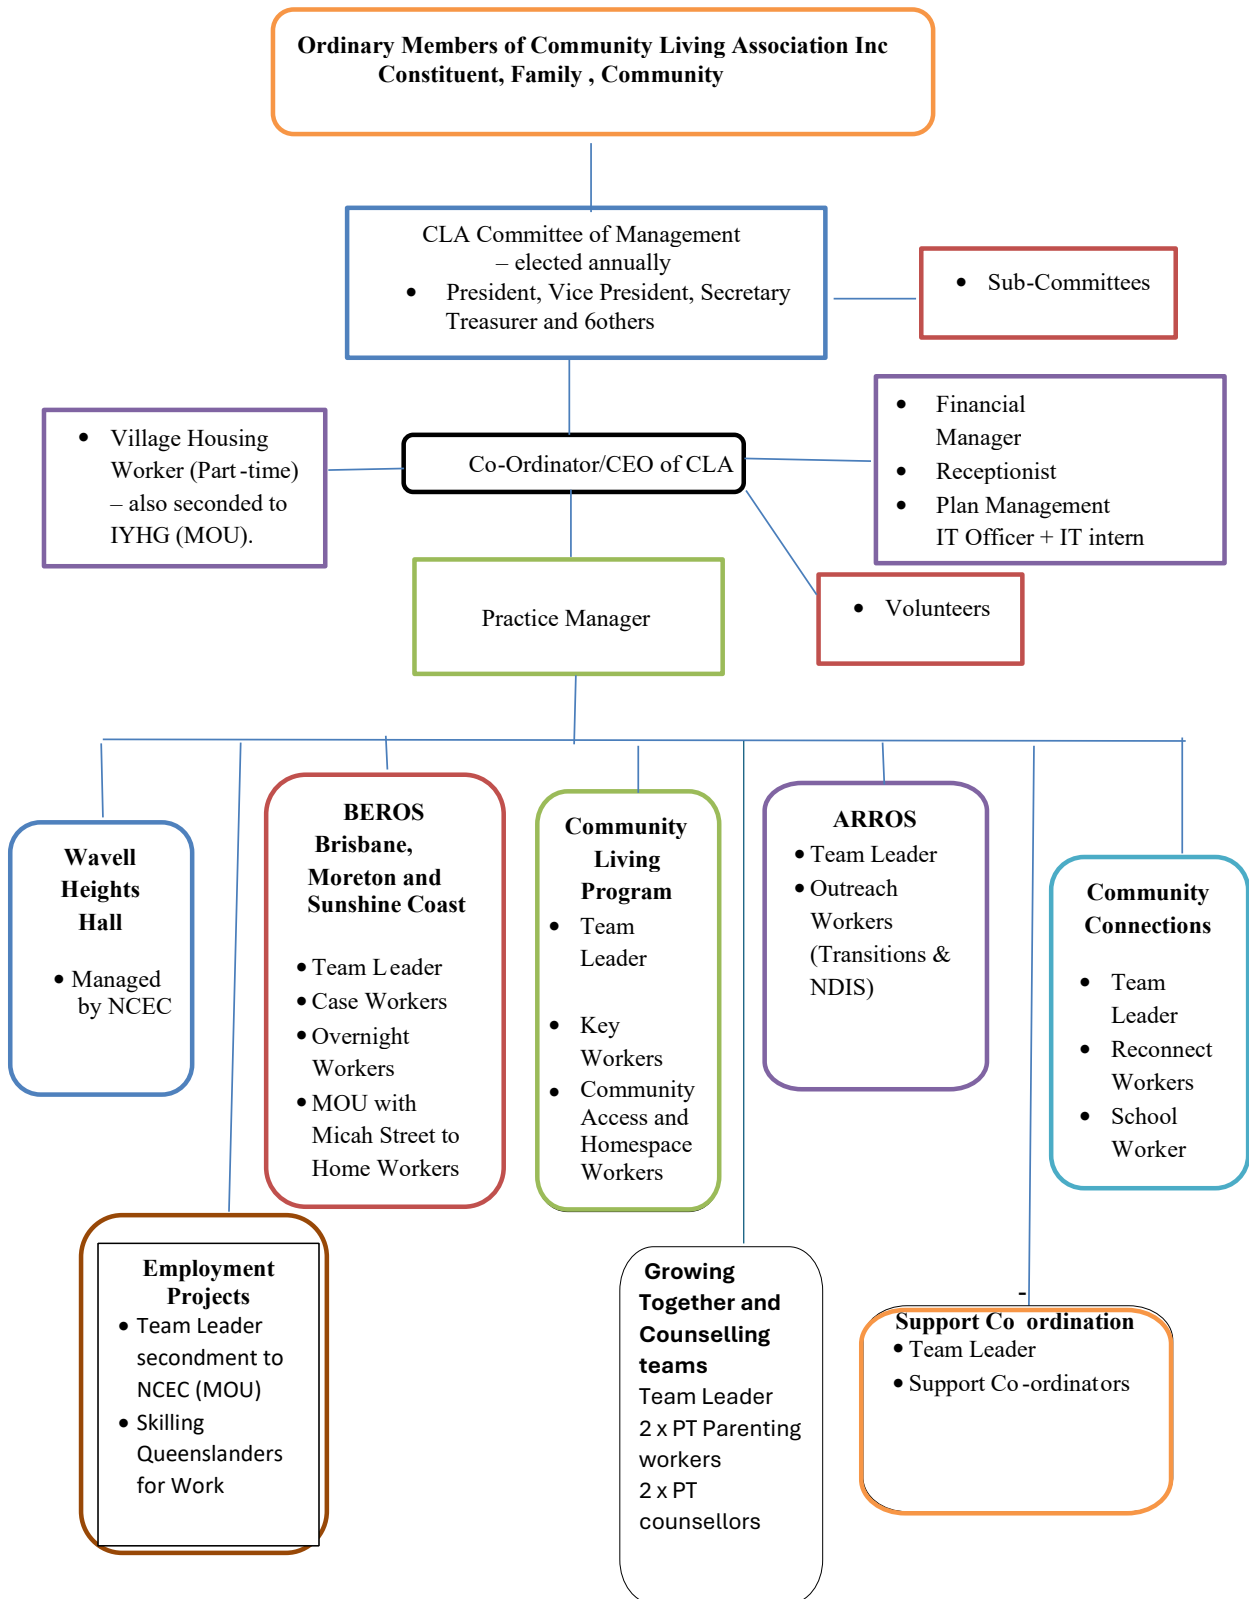 Ordinary Members of Community Living Association Inc
Constituent, Family , Community
CLA Committee of Management
– elected annually
• President, Vice President, Secretary
Treasurer and 6others
• Sub-Committees
• Village Housing
Worker (Part-time)
– also seconded to
IYHG (MOU).
Co-Ordinator/CEO of CLA
• Financial
Manager
• Receptionist
• Plan Management
IT Officer + IT intern
Practice Manager
• Volunteers
Wavell
Heights
Hall
• Managed
by NCEC
BEROS
Brisbane,
Moreton and
Sunshine Coast
• Team Leader
• Case Workers
• Overnight
Workers
• MOU with
Micah Street to
Home Workers
Community
Living
Program
• Team
Leader
• Key
Workers
• Community
Access and
Homespace
Workers
ARROS
• Team Leader
• Outreach
Workers
(Transitions &
NDIS)
Community
Connections
• Team
Leader
• Reconnect
Workers
• School
Worker
Employment
Projects
• Team Leader
secondment to
NCEC (MOU)
• Skilling
Queenslanders
for Work
Growing
Together and
Counselling
teams
Team Leader
2 x PT Parenting
workers
2 x PT
counsellors
Support Co-ordination
• Team Leader
• Support Co-ordinators